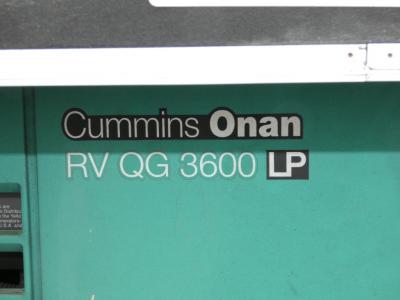 Cummins Onan
RV QG 3600 LP